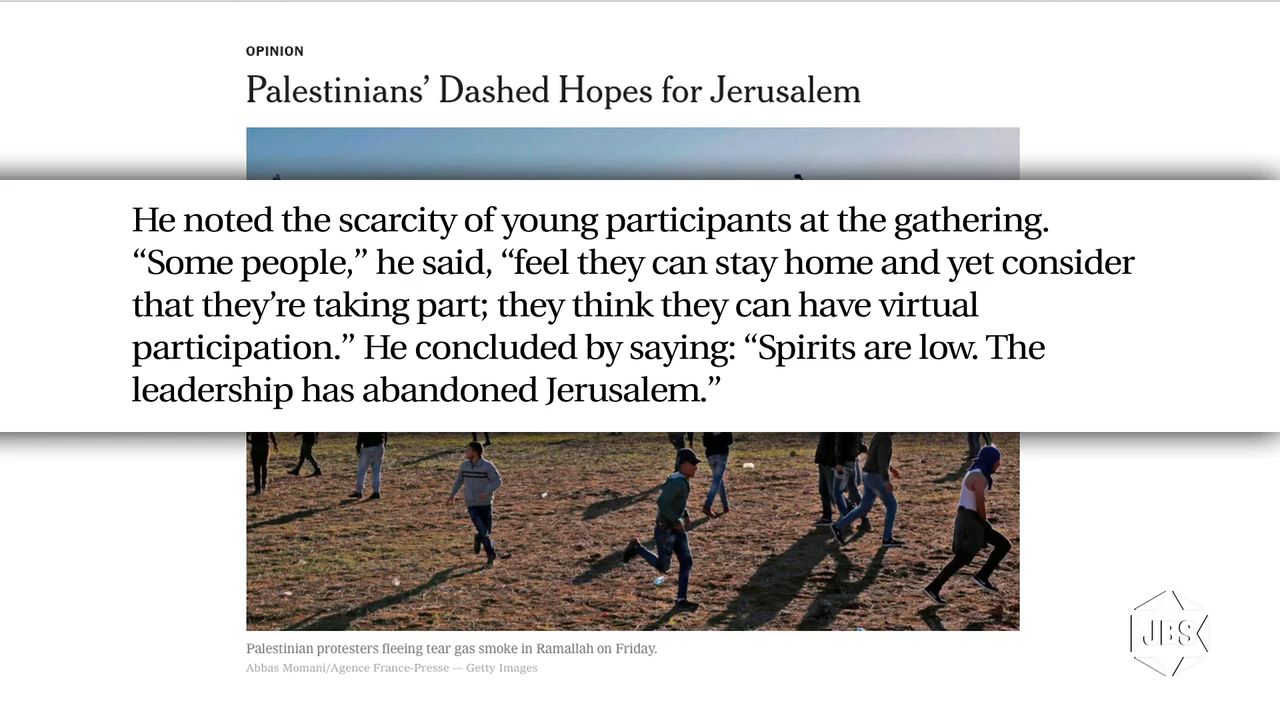 OPINION
Palestinians’ Dashed Hopes for Jerusalem
He noted the scarcity of young participants at the gathering.
“Some people,” he said, “feel they can stay home and yet consider
that they’re taking part; they think they can have virtual
participation.” He concluded by saying: “Spirits are low. The
leadership has abandoned Jerusalem.”
Palestinian protesters fleeing tear gas smoke in Ramallah on Friday.
Abbas Momani/Agence France-Presse — Getty Images
JBS